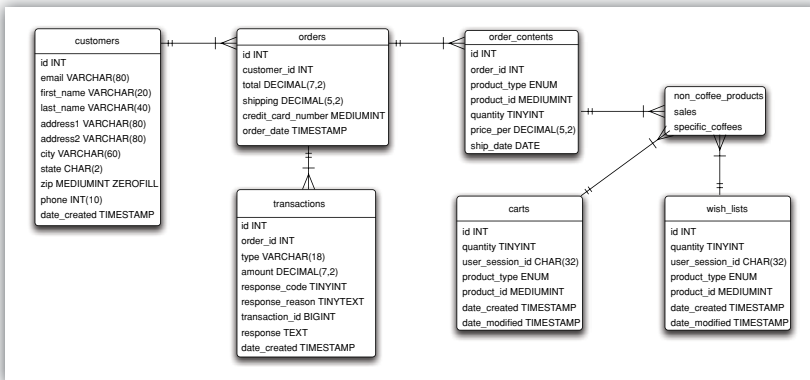 customers
id INT
email VARCHAR(80)
first_name VARCHAR(20)
last_name VARCHAR(40)
address1 VARCHAR(80)
address2 VARCHAR(80)
city VARCHAR(60)
state CHAR(2)
zip MEDIUMINT ZEROFILL
phone INT(10)
date_created TIMESTAMP
orders
id INT
customer_id INT
total DECIMAL(7,2)
shipping DECIMAL(5,2)
credit_card_number MEDIUMINT
order_date TIMESTAMP
order_contents
id INT
order_id INT
product_type ENUM
product_id MEDIUMINT
quantity TINYINT
price_per DECIMAL(5,2)
ship_date DATE
non_coffee_products
sales
specific_coffees
transactions
id INT
order_id INT
type VARCHAR(18)
amount DECIMAL(7,2)
response_code TINYINT
response_reason TINYTEXT
transaction_id BIGINT
response TEXT
date_created TIMESTAMP
carts
id INT
quantity TINYINT
user_session_id CHAR(32)
product_type ENUM
product_id MEDIUMINT
date_created TIMESTAMP
date_modified TIMESTAMP
wish_lists
id INT
quantity TINYINT
user_session_id CHAR(32)
product_type ENUM
product_id MEDIUMINT
date_created TIMESTAMP
date_modified TIMESTAMP